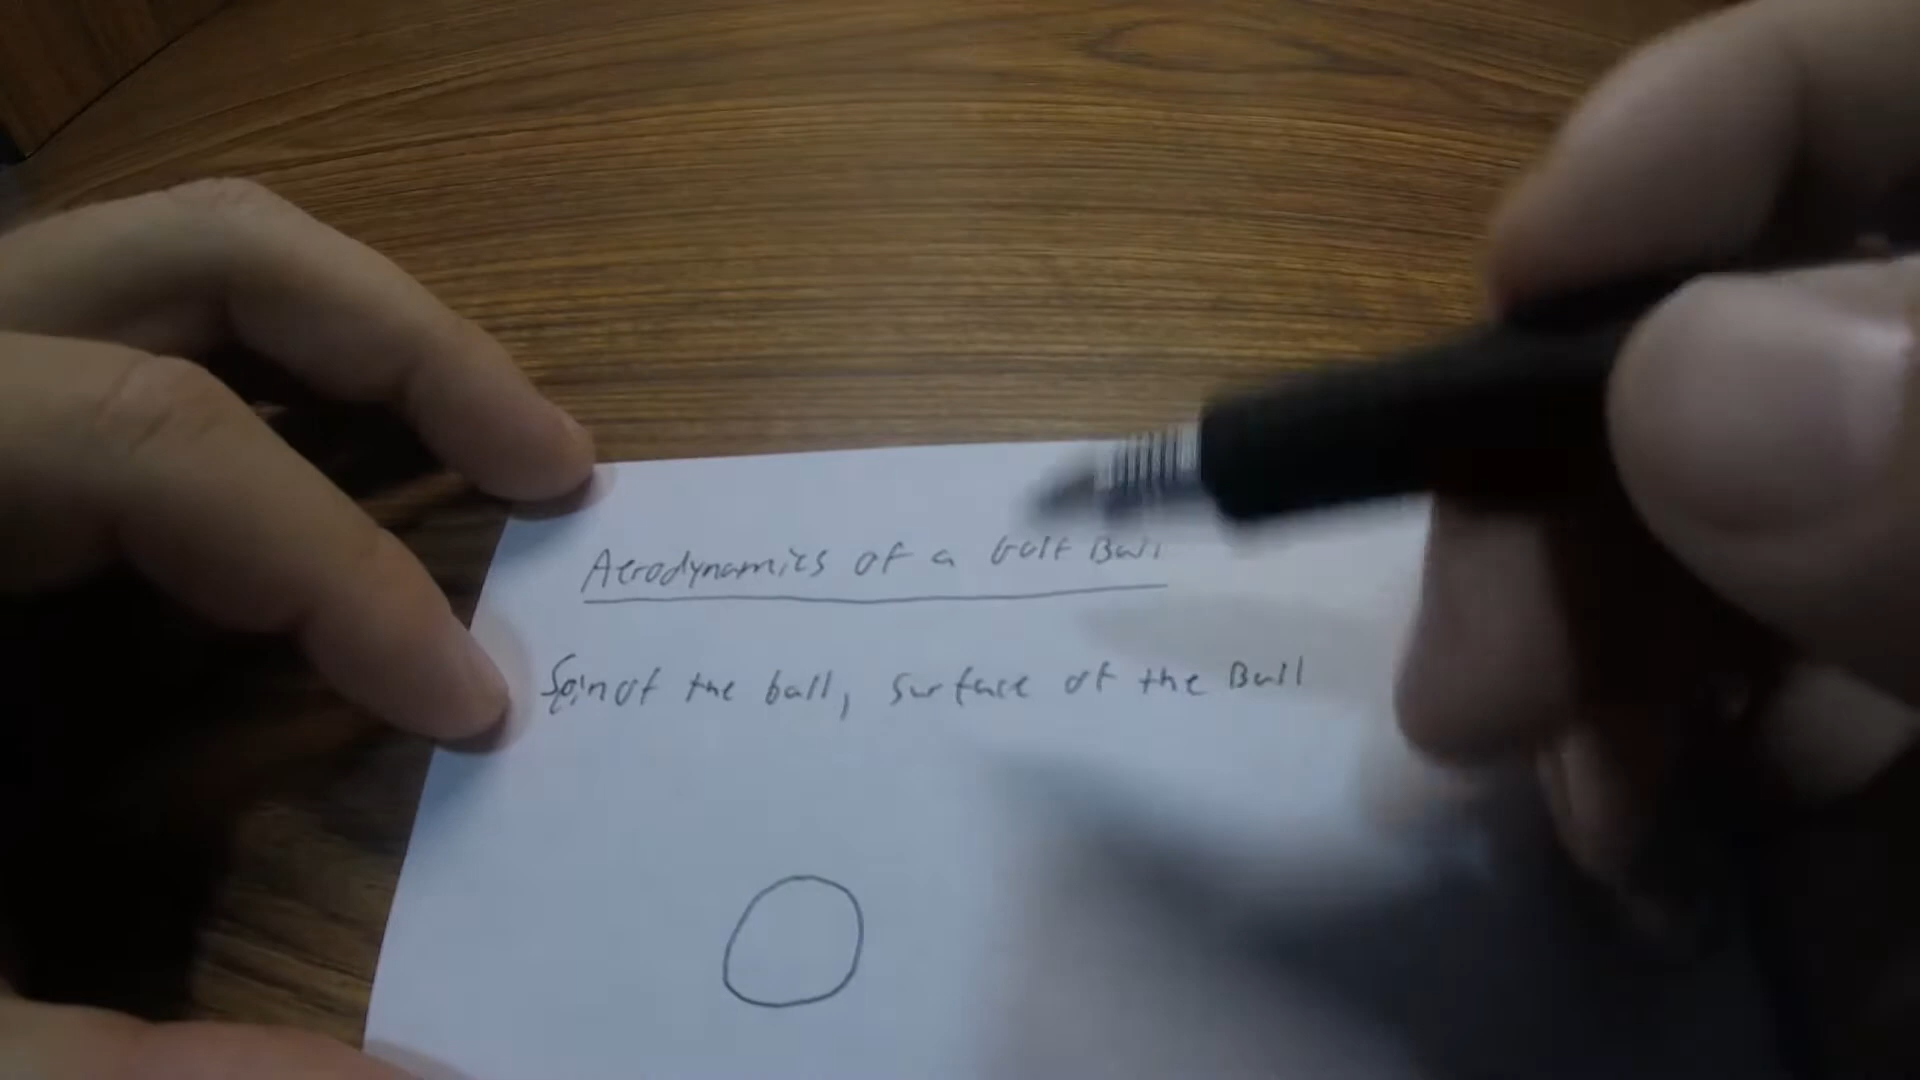 Aerodynamics of a Golf Ball
Spin of the ball, surface of the Ball